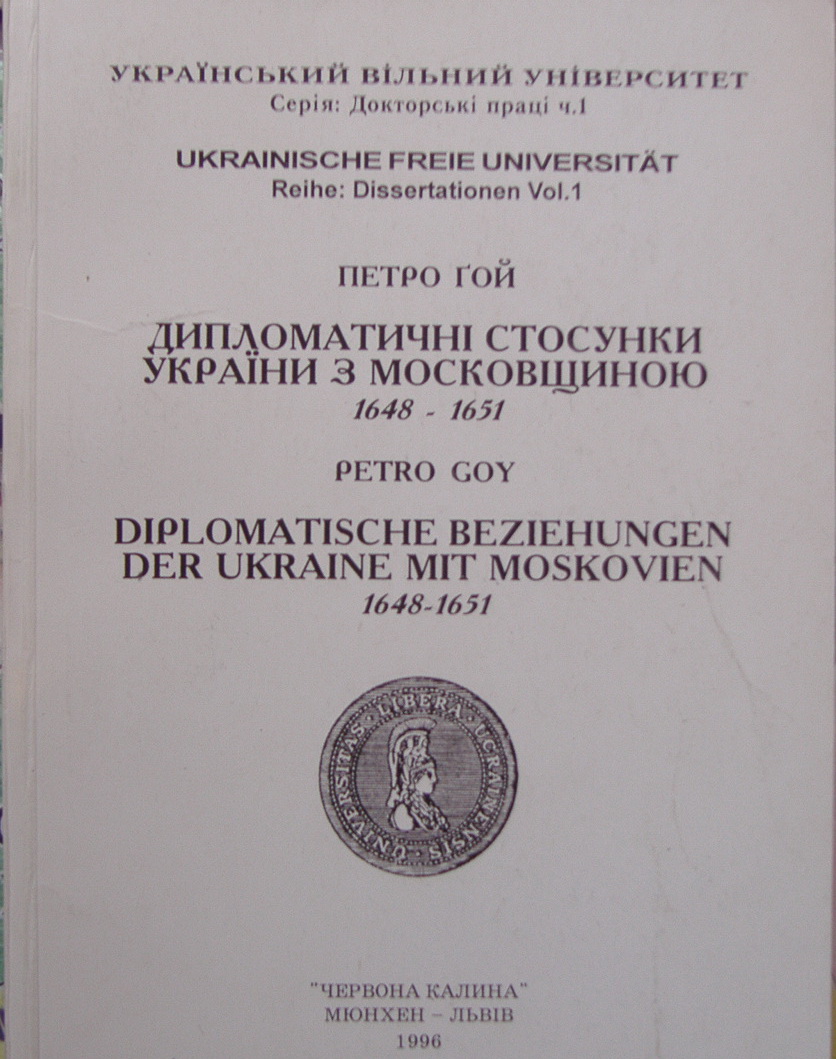 УКРАЇНСЬКИЙ ВІЛЬНИЙ УНІВЕРСИТЕТ
Серія: Докторські праці ч.1
UKRAINISCHE FREIE UNIVERSITÄT
Reihe: Dissertationen Vol.1
ПЕТРО ҐОЙ
ДИПЛОМАТИЧНІ СТОСУНКИ
УКРАЇНИ З МОСКОВЩИНОЮ
1648 - 1651
PETRO GOY
DIPLOMATISCHE BEZIEHUNGEN
DER UKRAINE MIT MOSKOVIEN
1648-1651
UNIVERSITAS · LIBERA · UCRAINENSIS
"ЧЕРВОНА КАЛИНА"
МЮНХЕН – ЛЬВІВ
1996